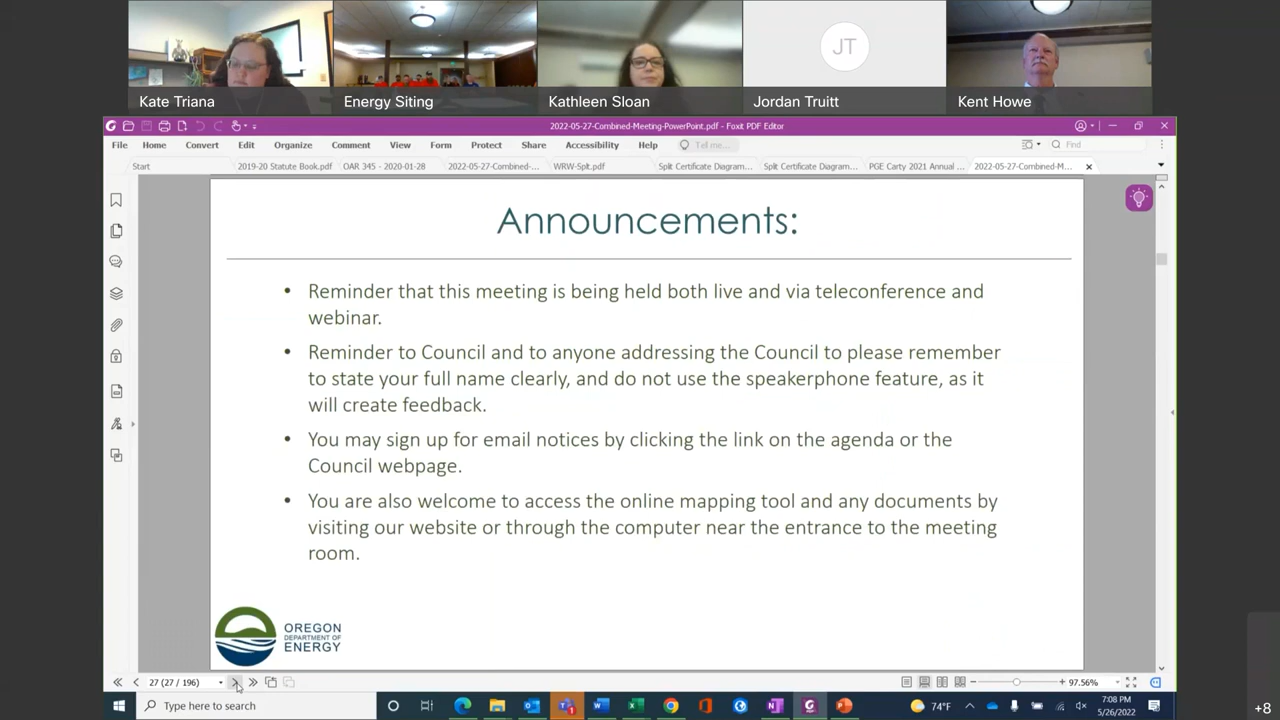 JT
Kate Triana
Energy Siting
Kathleen Sloan
Jordan Truitt
Kent Howe
2022-05-27-Combined-Meeting-PowerPoint.pdf - Foxit PDF Editor
File Home Convert Edit Organize Comment View Form Protect Share Accessibility Help Tell me... Find
Start 2019-20 Statute Book.pdf OAR 345 - 2020-01-28 2022-05-27-Combined-... WRW-Split.pdf Split Certificate Diagram... Split Certificate Diagram... PGE Carty 2021 Annual ... 2022-05-27-Combined-M...
Announcements:
• Reminder that this meeting is being held both live and via teleconference and
webinar.
• Reminder to Council and to anyone addressing the Council to please remember
to state your full name clearly, and do not use the speakerphone feature, as it
will create feedback.
• You may sign up for email notices by clicking the link on the agenda or the
Council webpage.
• You are also welcome to access the online mapping tool and any documents by
visiting our website or through the computer near the entrance to the meeting
room.
OREGON
DEPARTMENT OF
ENERGY
27 (27 / 196) 97.56%
Type here to search 74°F 7:08 PM
5/26/2022
+8